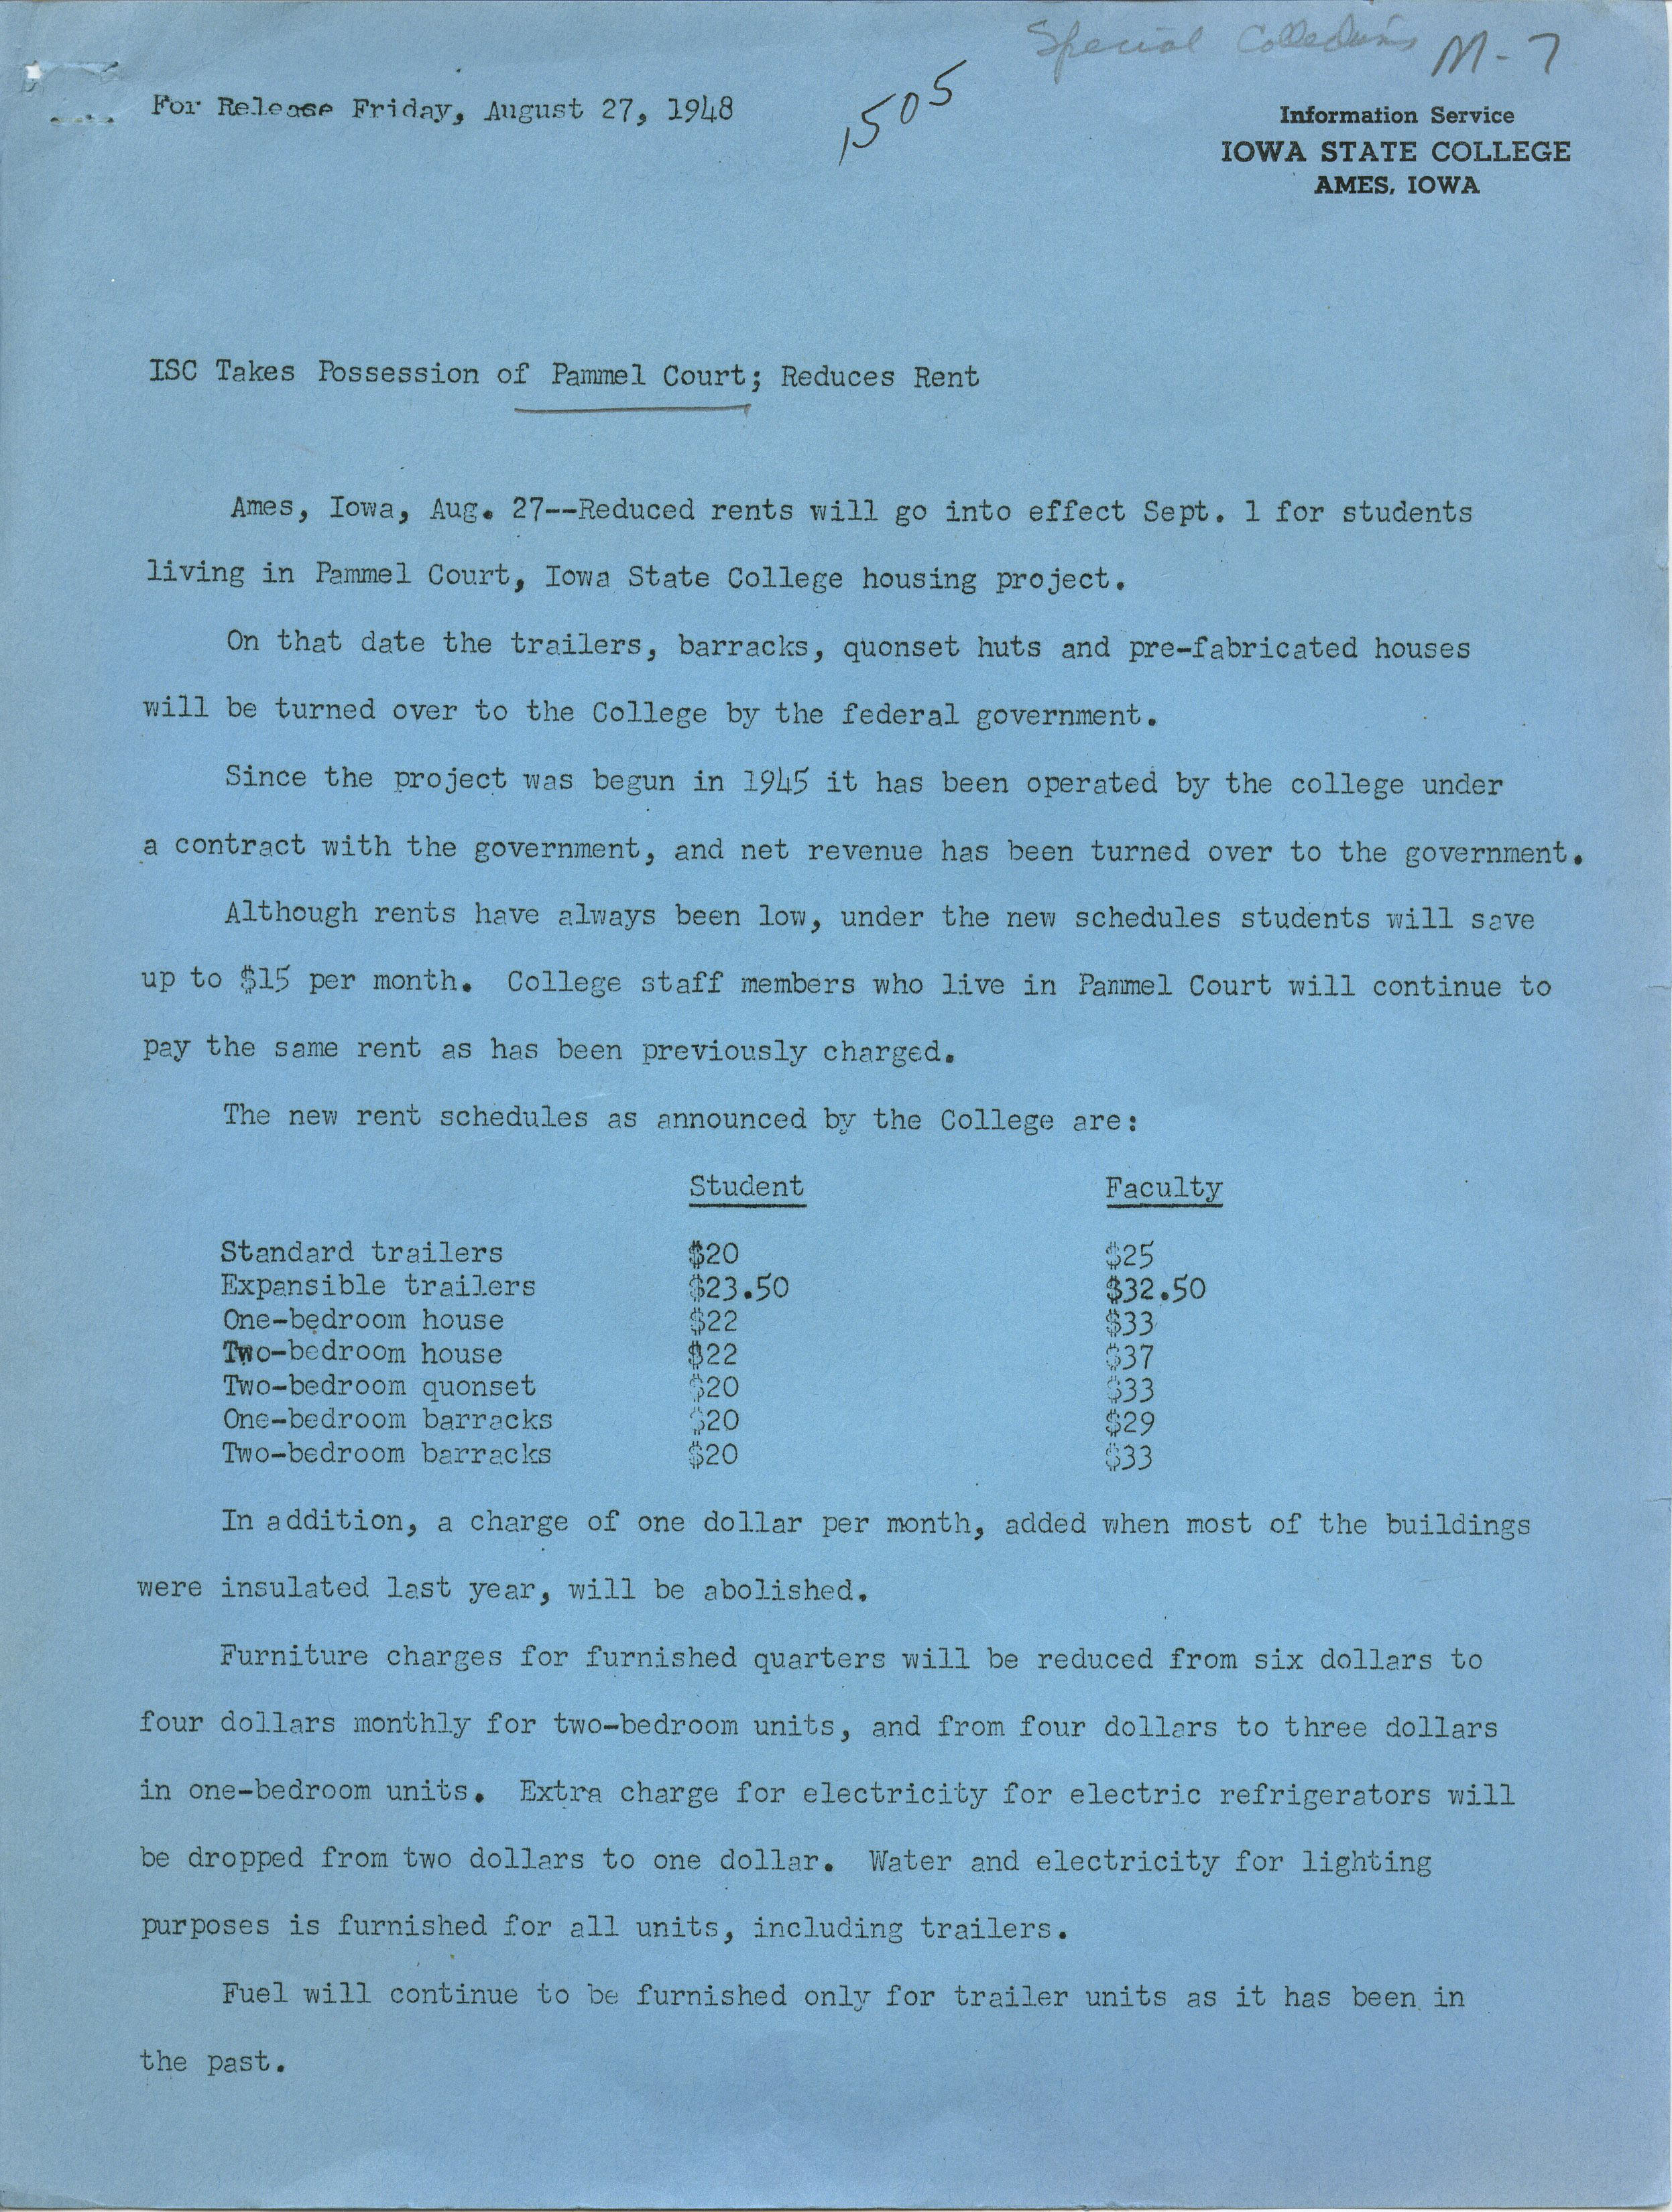 Special Collections M-7
For Release Friday, August 27, 1948
1505
Information Service
IOWA STATE COLLEGE
AMES, IOWA
ISC Takes Possession of Pammel Court; Reduces Rent
Ames, Iowa, Aug. 27--Reduced rents will go into effect Sept. 1 for students
living in Pammel Court, Iowa State College housing project.
On that date the trailers, barracks, quonset huts and pre-fabricated houses
will be turned over to the College by the federal government.
Since the project was begun in 1945 it has been operated by the college under
a contract with the government, and net revenue has been turned over to the government.
Although rents have always been low, under the new schedules students will save
up to $15 per month. College staff members who live in Pammel Court will continue to
pay the same rent as has been previously charged.
The new rent schedules as announced by the College are:
Student Faculty
Standard trailers $20 $25
Expansible trailers $23.50 $32.50
One-bedroom house $22 $33
Two-bedroom house $22 $37
Two-bedroom quonset $20 $33
One-bedroom barracks $20 $29
Two-bedroom barracks $20 $33
In addition, a charge of one dollar per month, added when most of the buildings
were insulated last year, will be abolished.
Furniture charges for furnished quarters will be reduced from six dollars to
four dollars monthly for two-bedroom units, and from four dollars to three dollars
in one-bedroom units. Extra charge for electricity for electric refrigerators will
be dropped from two dollars to one dollar. Water and electricity for lighting
purposes is furnished for all units, including trailers.
Fuel will continue to be furnished only for trailer units as it has been in
the past.